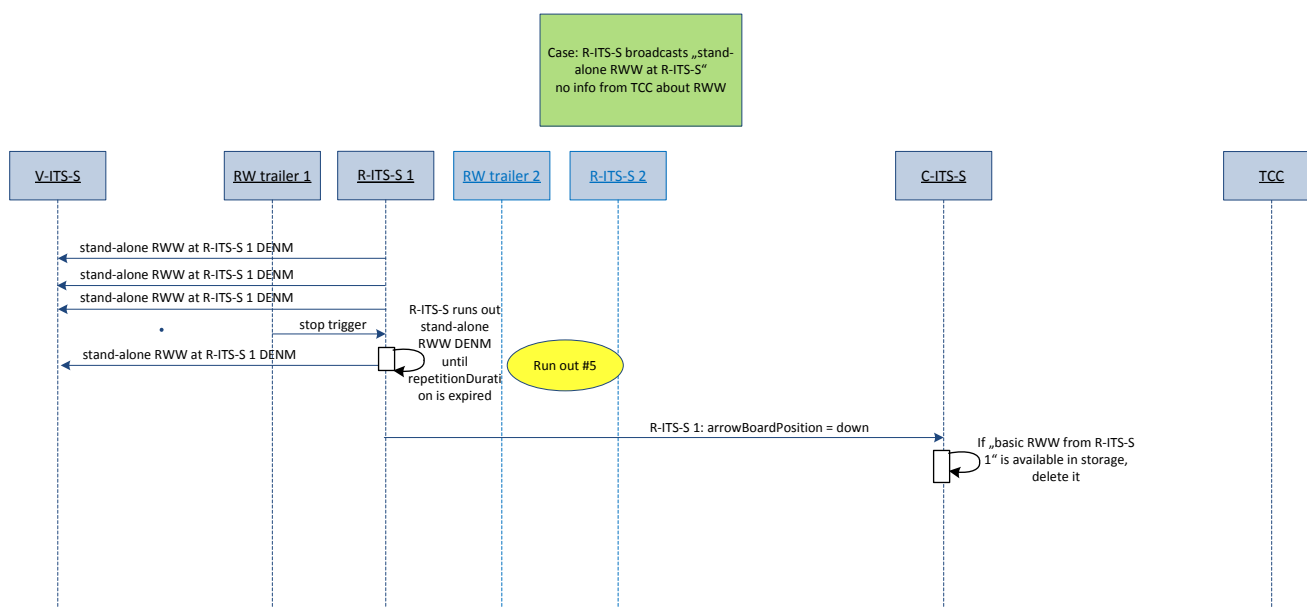 Case: R-ITS-S broadcasts „stand-
alone RWW at R-ITS-S“
no info from TCC about RWW
V-ITS-S
RW trailer 1
R-ITS-S 1
RW trailer 2
R-ITS-S 2
C-ITS-S
TCC
stand-alone RWW at R-ITS-S 1 DENM
stand-alone RWW at R-ITS-S 1 DENM
stand-alone RWW at R-ITS-S 1 DENM
stop trigger
R-ITS-S runs out
stand-alone
RWW DENM
until
repetitionDurati
on is expired
stand-alone RWW at R-ITS-S 1 DENM
Run out #5
R-ITS-S 1: arrowBoardPosition = down
If „basic RWW from R-ITS-S
1“ is available in storage,
delete it